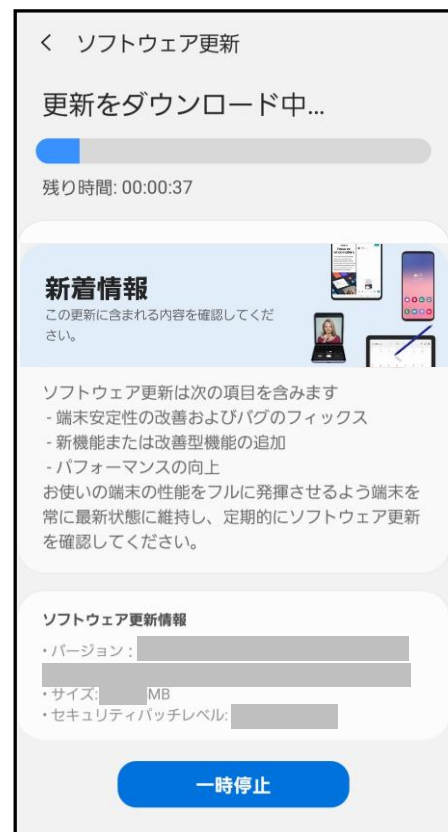 ソフトウェア更新
更新をダウンロード中...
残り時間: 00:00:37
新着情報
この更新に含まれる内容を確認してくだ
さい。
ソフトウェア更新は次の項目を含みます
- 端末安定性の改善およびバグのフィックス
- 新機能または改善型機能の追加
- パフォーマンスの向上
お使いの端末の性能をフルに発揮させるよう端末を
常に最新状態に維持し、定期的にソフトウェア更新
を確認してください。
ソフトウェア更新情報
・バージョン :
・サイズ: MB
・セキュリティパッチレベル:
一時停止